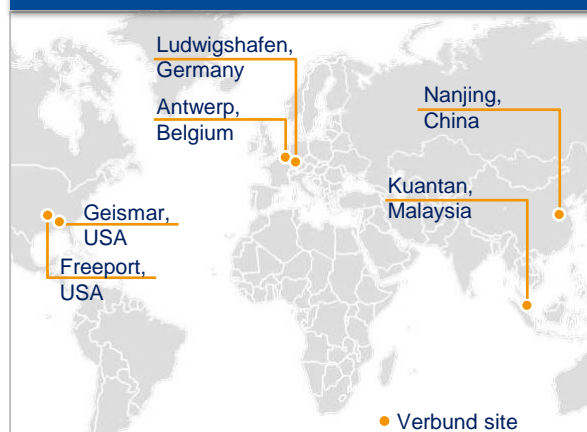 Ludwigshafen,
Germany
Antwerp,
Belgium
Nanjing,
China
Kuantan,
Malaysia
Geismar,
USA
Freeport,
USA
Verbund site